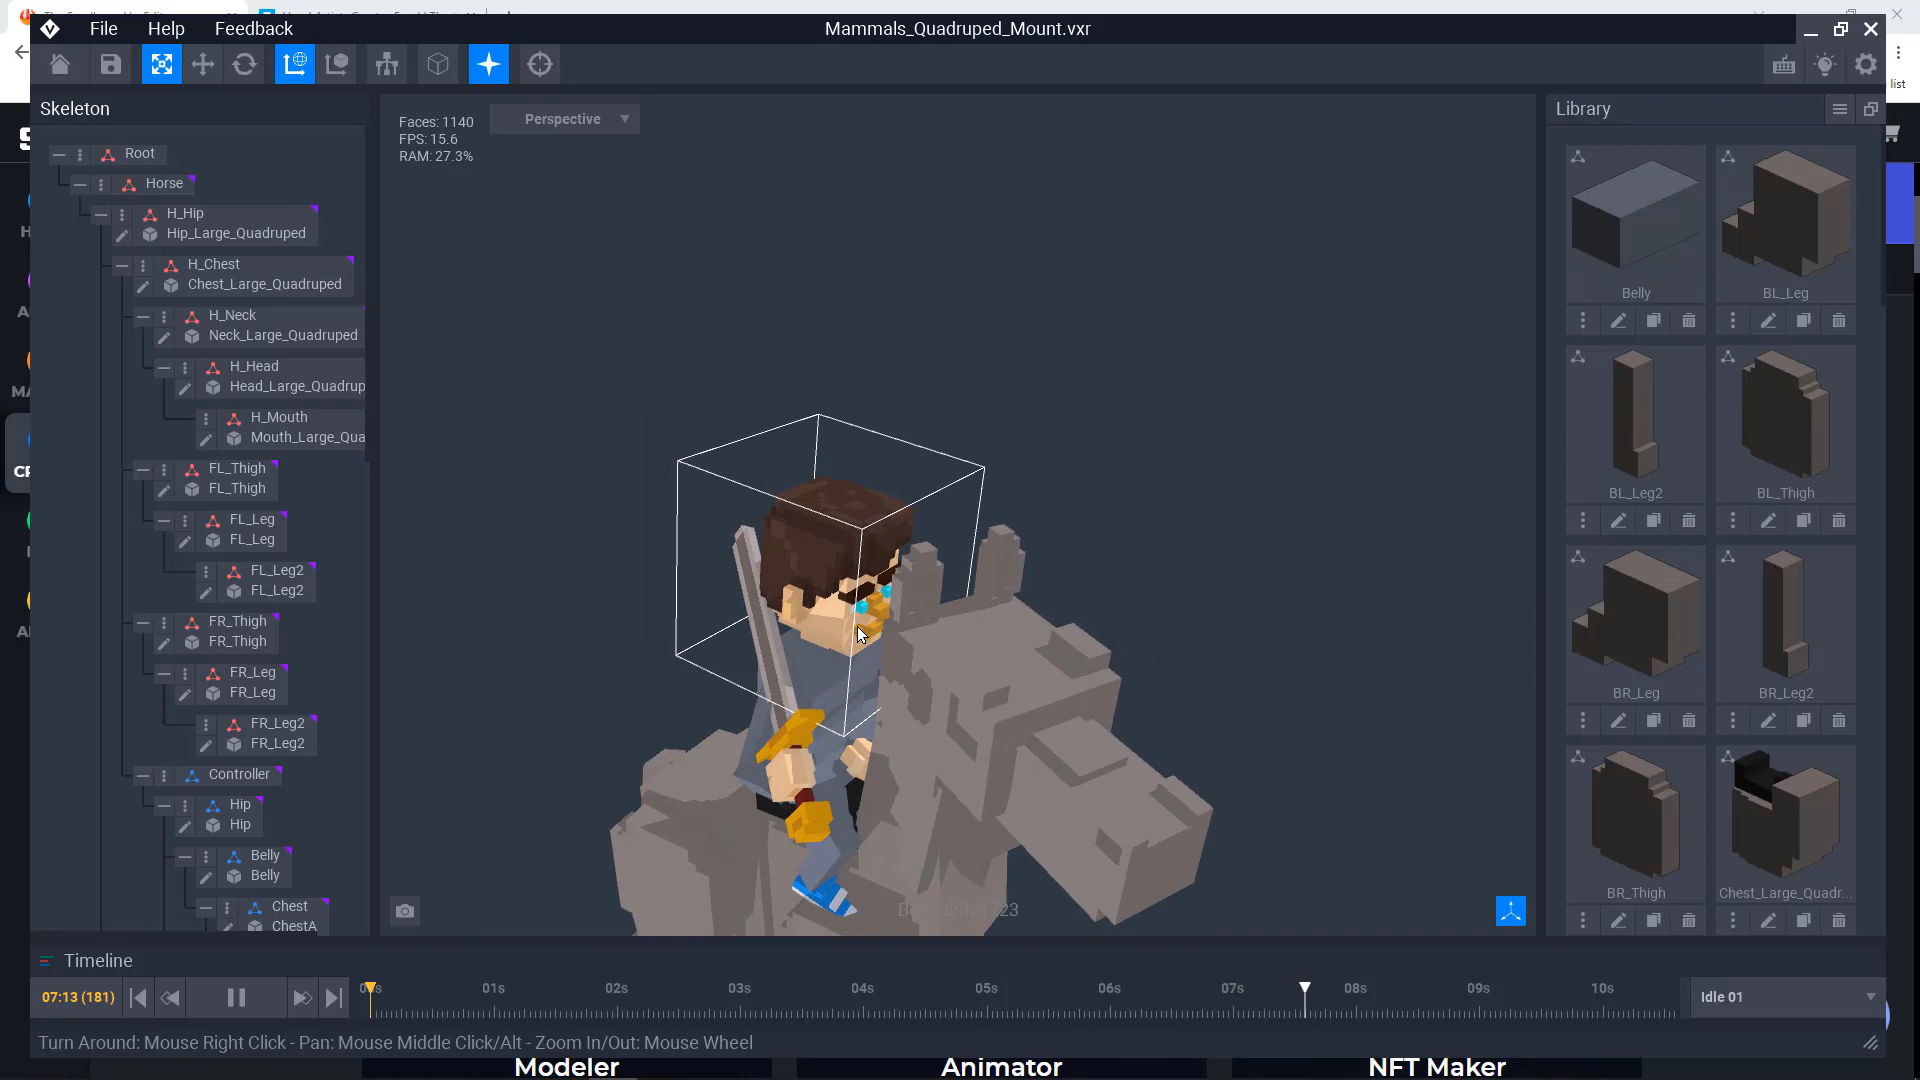 File Help Feedback
Mammals_Quadruped_Mount.vxr
Skeleton
Root
Horse
H_Hip
Hip_Large_Quadruped
H_Chest
Chest_Large_Quadruped
H_Neck
Neck_Large_Quadruped
H_Head
Head_Large_Quadrup
H_Mouth
Mouth_Large_Qua
FL_Thigh
FL_Thigh
FL_Leg
FL_Leg
FL_Leg2
FL_Leg2
FR_Thigh
FR_Thigh
FR_Leg
FR_Leg
FR_Leg2
FR_Leg2
Controller
Hip
Hip
Belly
Belly
Chest
ChestA
Faces: 1140
FPS: 15.6
RAM: 27.3%
Perspective
Library
list
Belly
BL_Leg
BL_Leg2
BL_Thigh
BR_Leg
BR_Leg2
BR_Thigh
Chest_Large_Quadr...
Timeline
07:13 (181)
01s 02s 03s 04s 05s 06s 07s 08s 09s 10s
Idle 01
Turn Around: Mouse Right Click - Pan: Mouse Middle Click/Alt - Zoom In/Out: Mouse Wheel
Modeler
Animator
NFT Maker